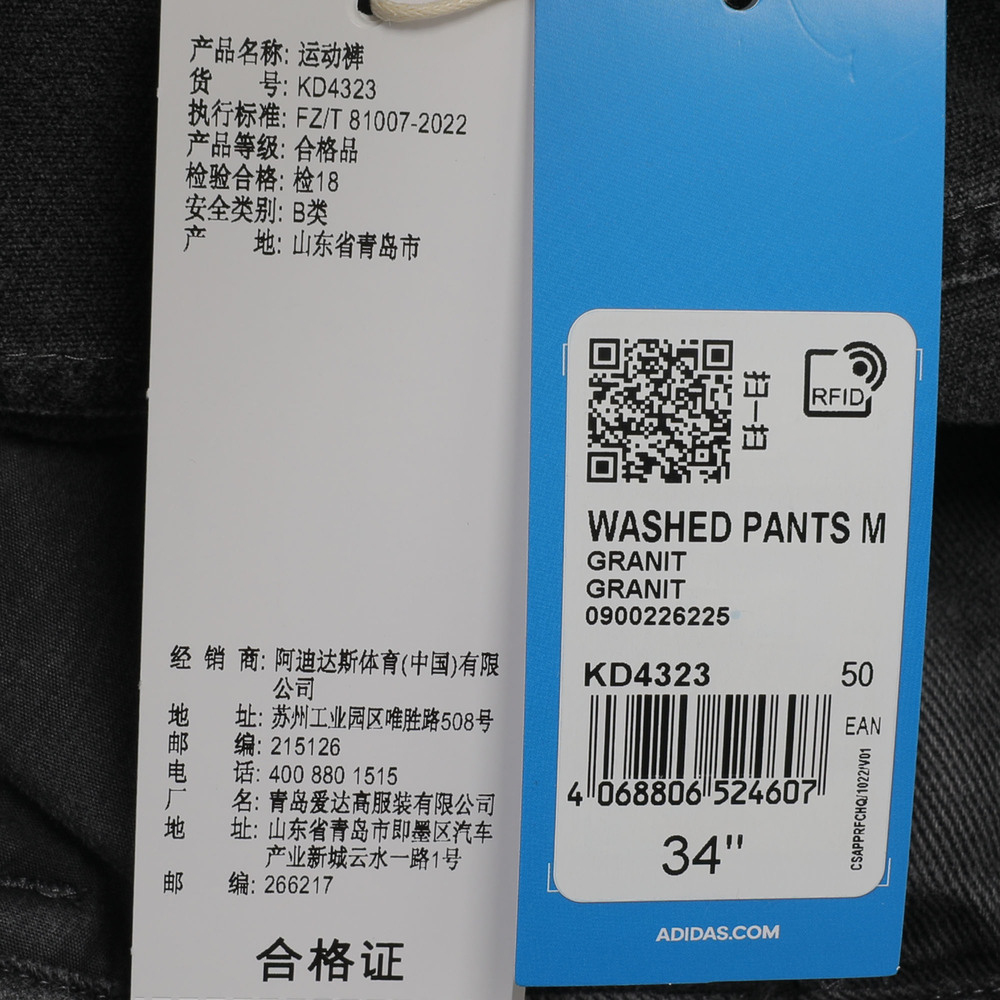 产品名称: 运动裤
货 号: KD4323
执行标准: FZ/T 81007-2022
产品等级: 合格品
检验合格: 检18
安全类别: B类
产 地: 山东省青岛市
经 销 商: 阿迪达斯体育(中国)有限
公司
地 址: 苏州工业园区唯胜路508号
邮 编: 215126
电 话: 400 880 1515
厂 名: 青岛爱达高服装有限公司
地 址: 山东省青岛市即墨区汽车
产业新城云水一路1号
邮 编: 266217
合格证
扫一扫
RFID
WASHED PANTS M
GRANIT
GRANIT
0900226225
KD4323 50
EAN
4 068806 524607
34"
CSAPPRFCHQ/1022/V01
ADIDAS.COM